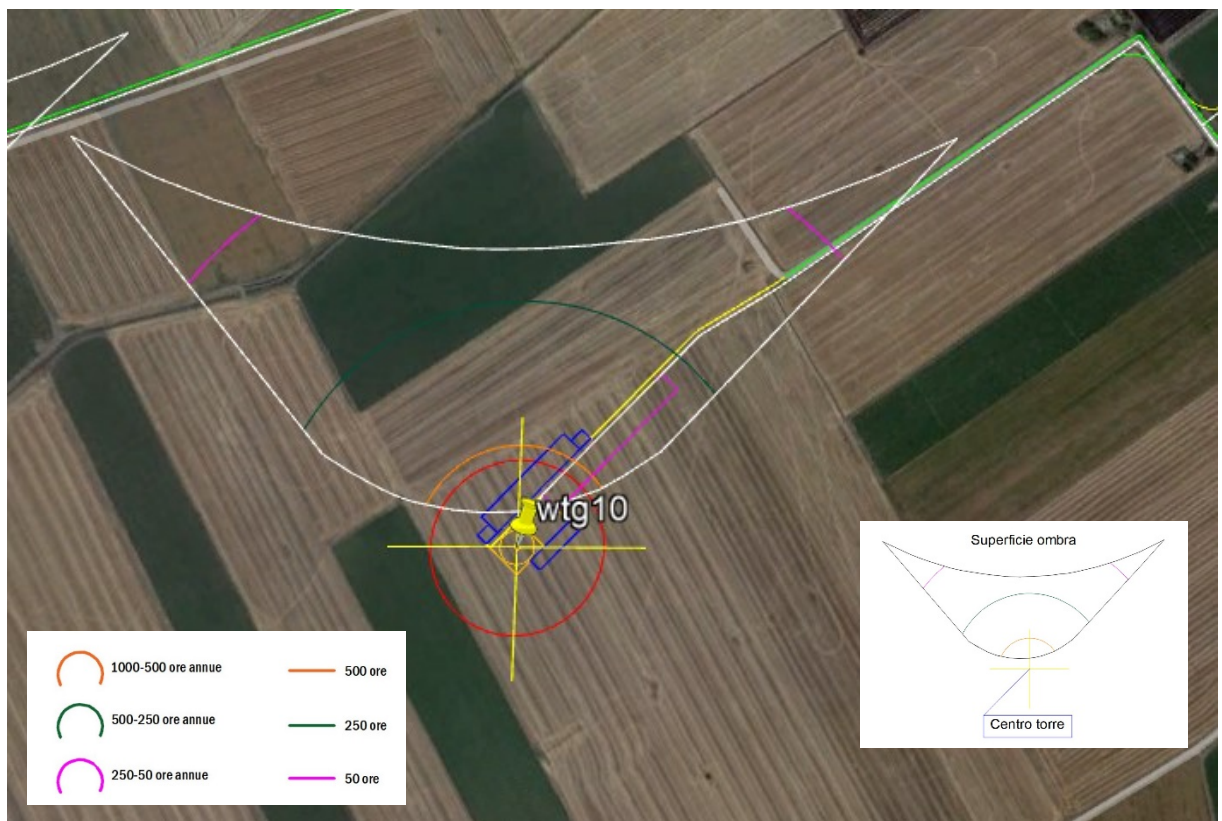 wtg10
Superficie ombra
Centro torre
1000-500 ore annue
500 ore
500-250 ore annue
250 ore
250-50 ore annue
50 ore